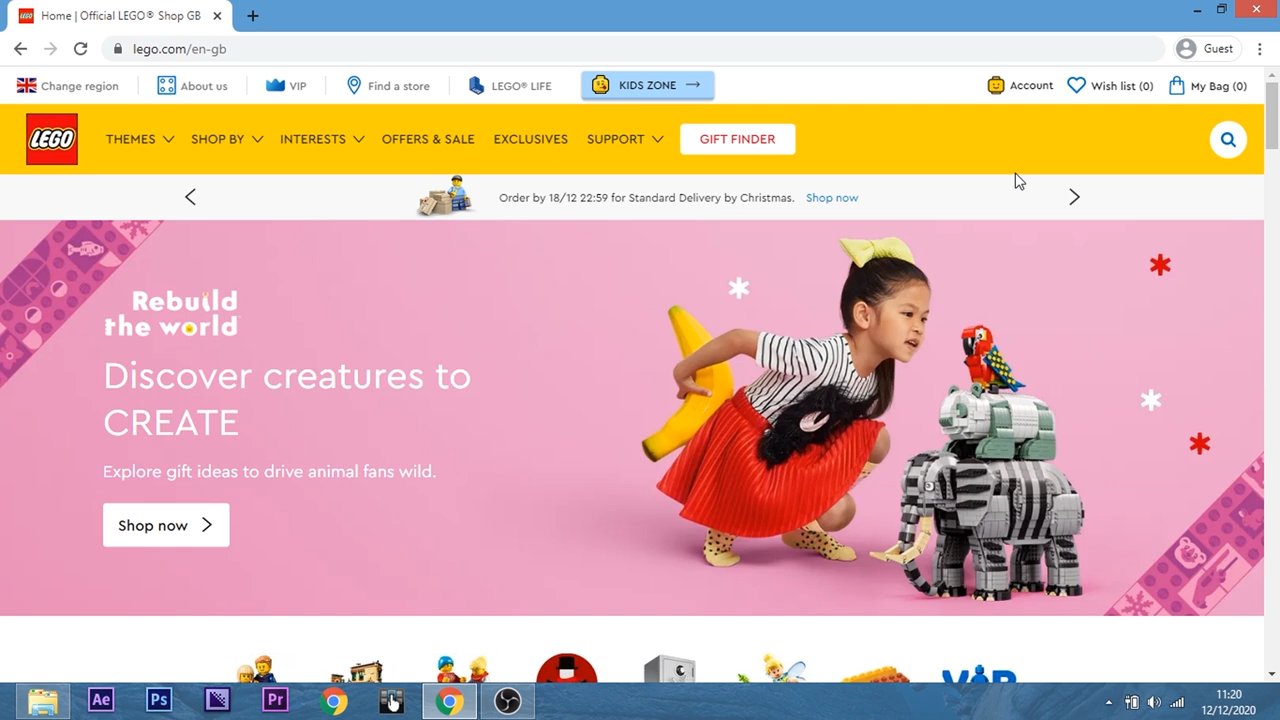 Home | Official LEGO® Shop GB
lego.com/en-gb
Guest
Change region
About us
VIP
Find a store
LEGO® LIFE
KIDS ZONE
Account
Wish list (0)
My Bag (0)
LEGO
THEMES
SHOP BY
INTERESTS
OFFERS & SALE
EXCLUSIVES
SUPPORT
GIFT FINDER
Order by 18/12 22:59 for Standard Delivery by Christmas. Shop now
Rebuild
the world
Discover creatures to
CREATE
Explore gift ideas to drive animal fans wild.
Shop now
VIP
Ae
Ps
Pr
11:20
12/12/2020